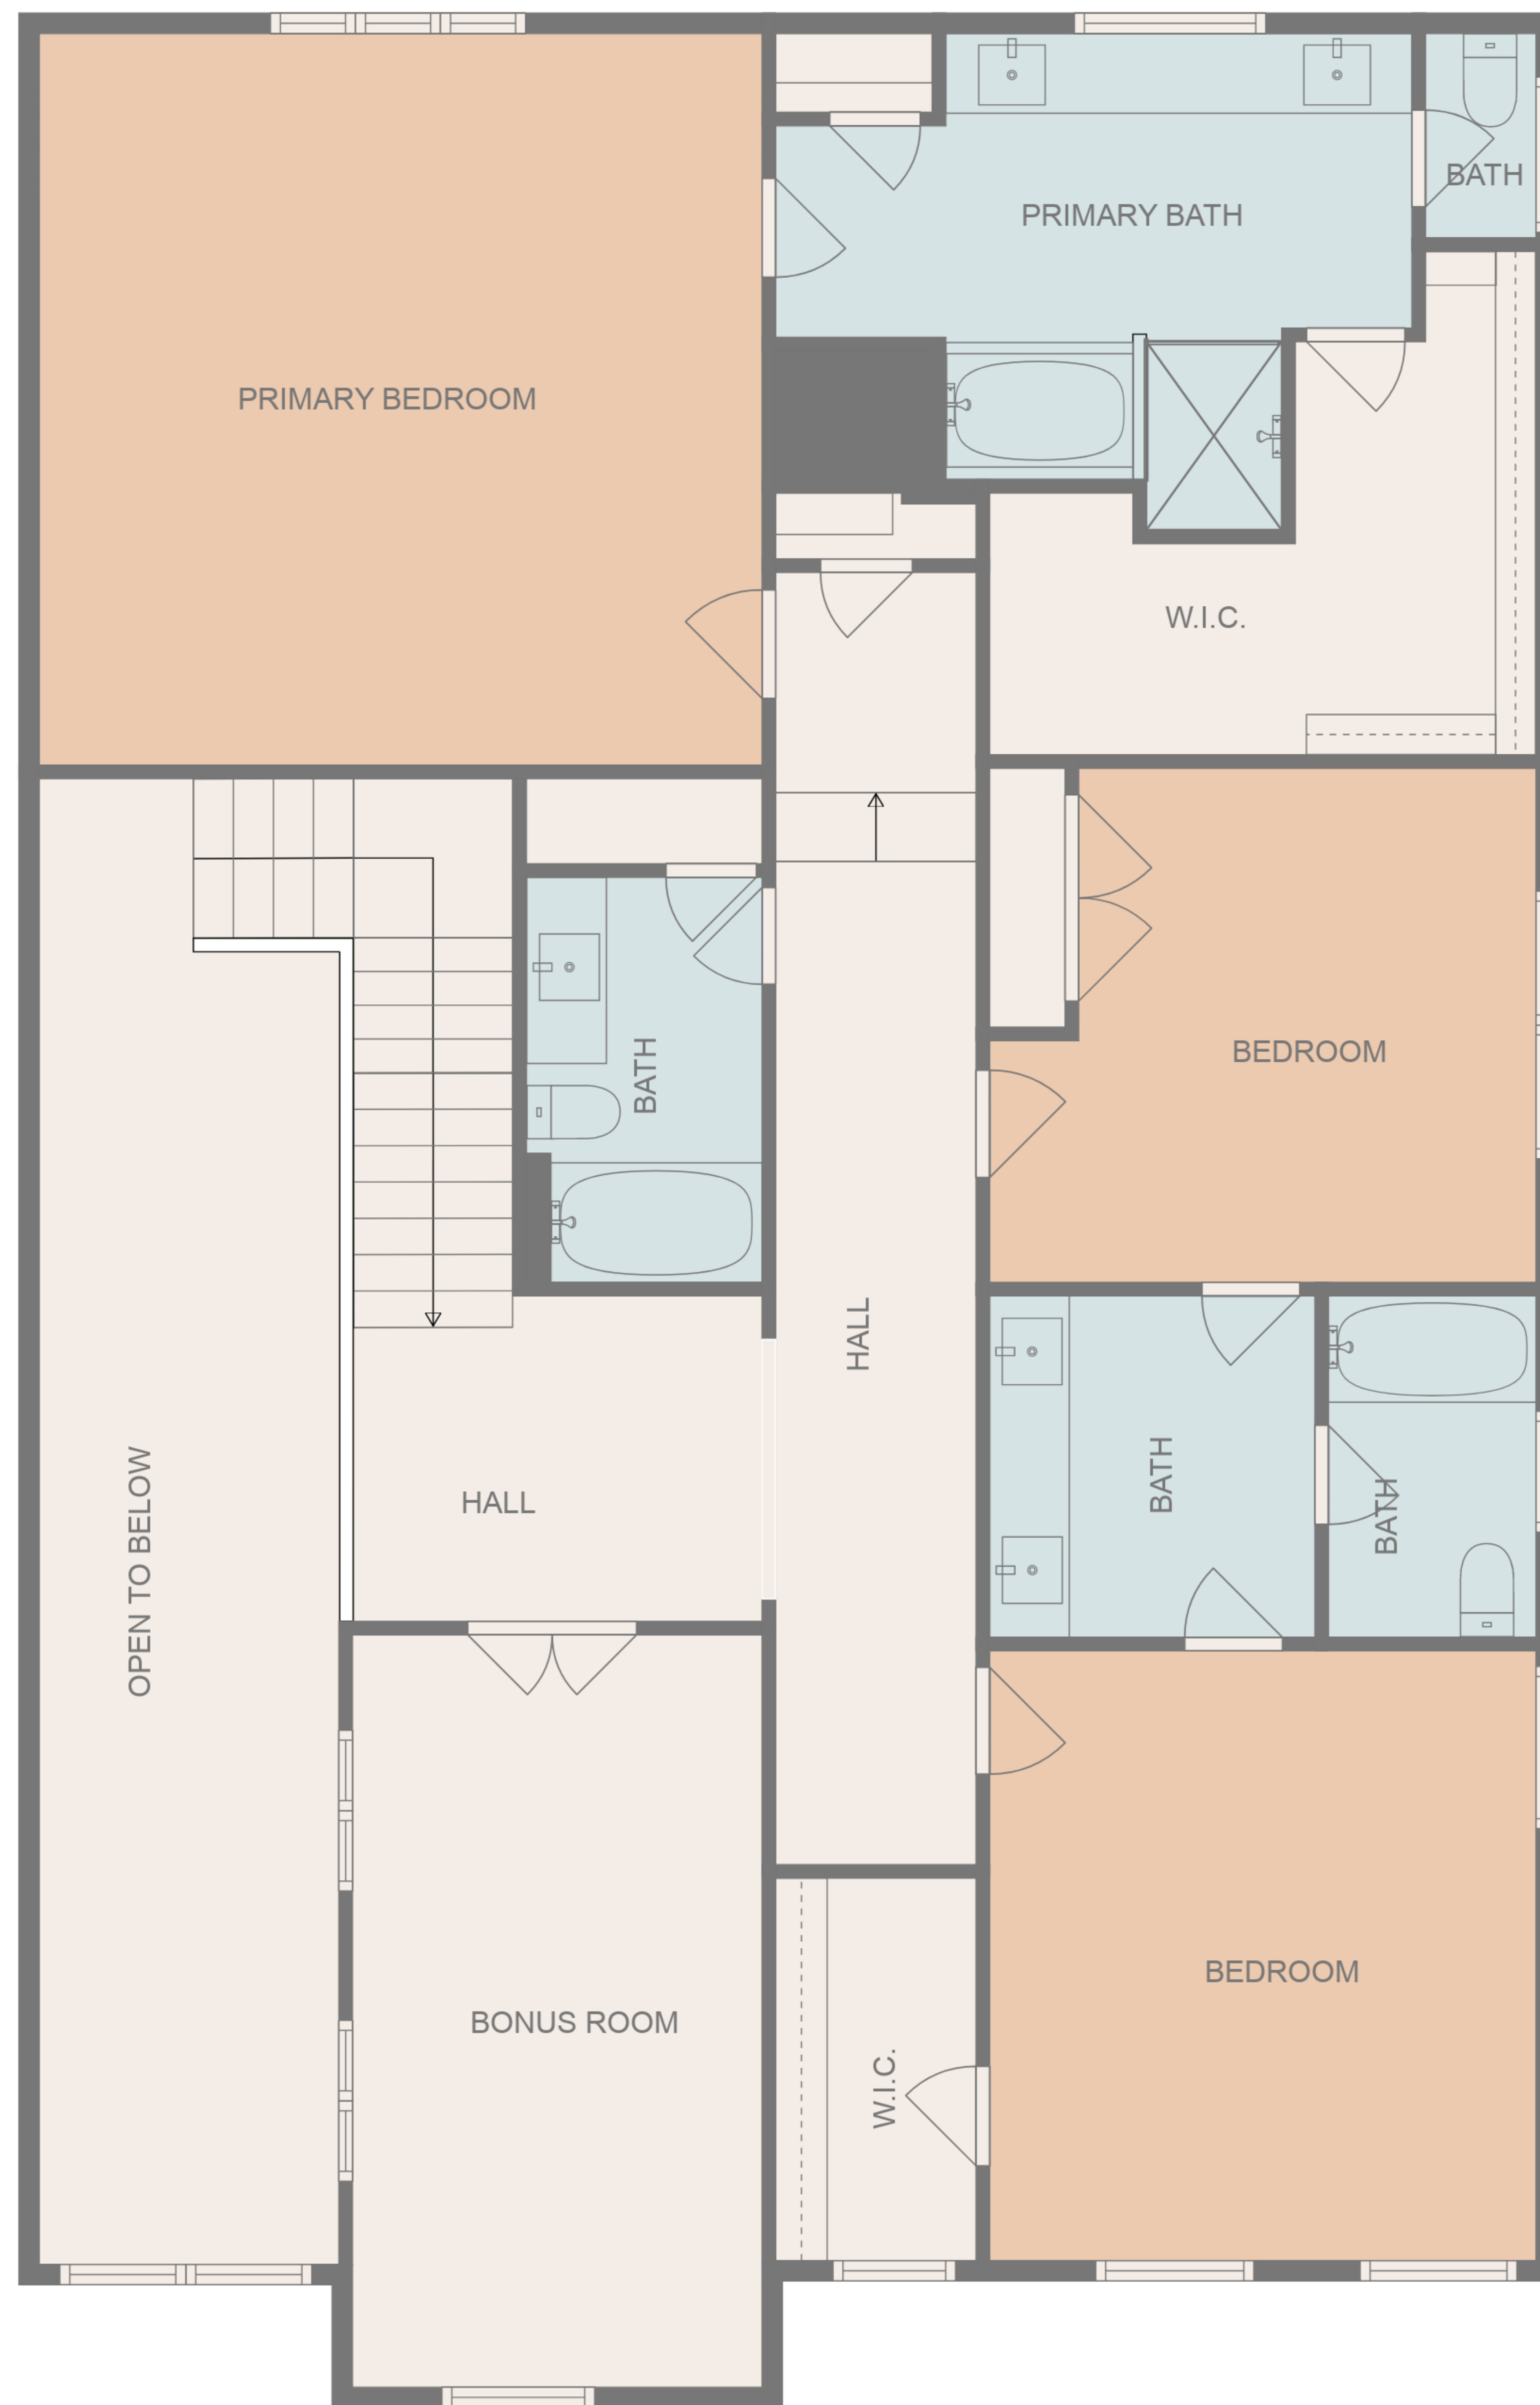 BATH
PRIMARY BATH
PRIMARY BEDROOM
W.I.C.
BEDROOM
BATH
HALL
BATH
BATH
HALL
OPEN TO BELOW
BEDROOM
BONUS ROOM
W.I.C.